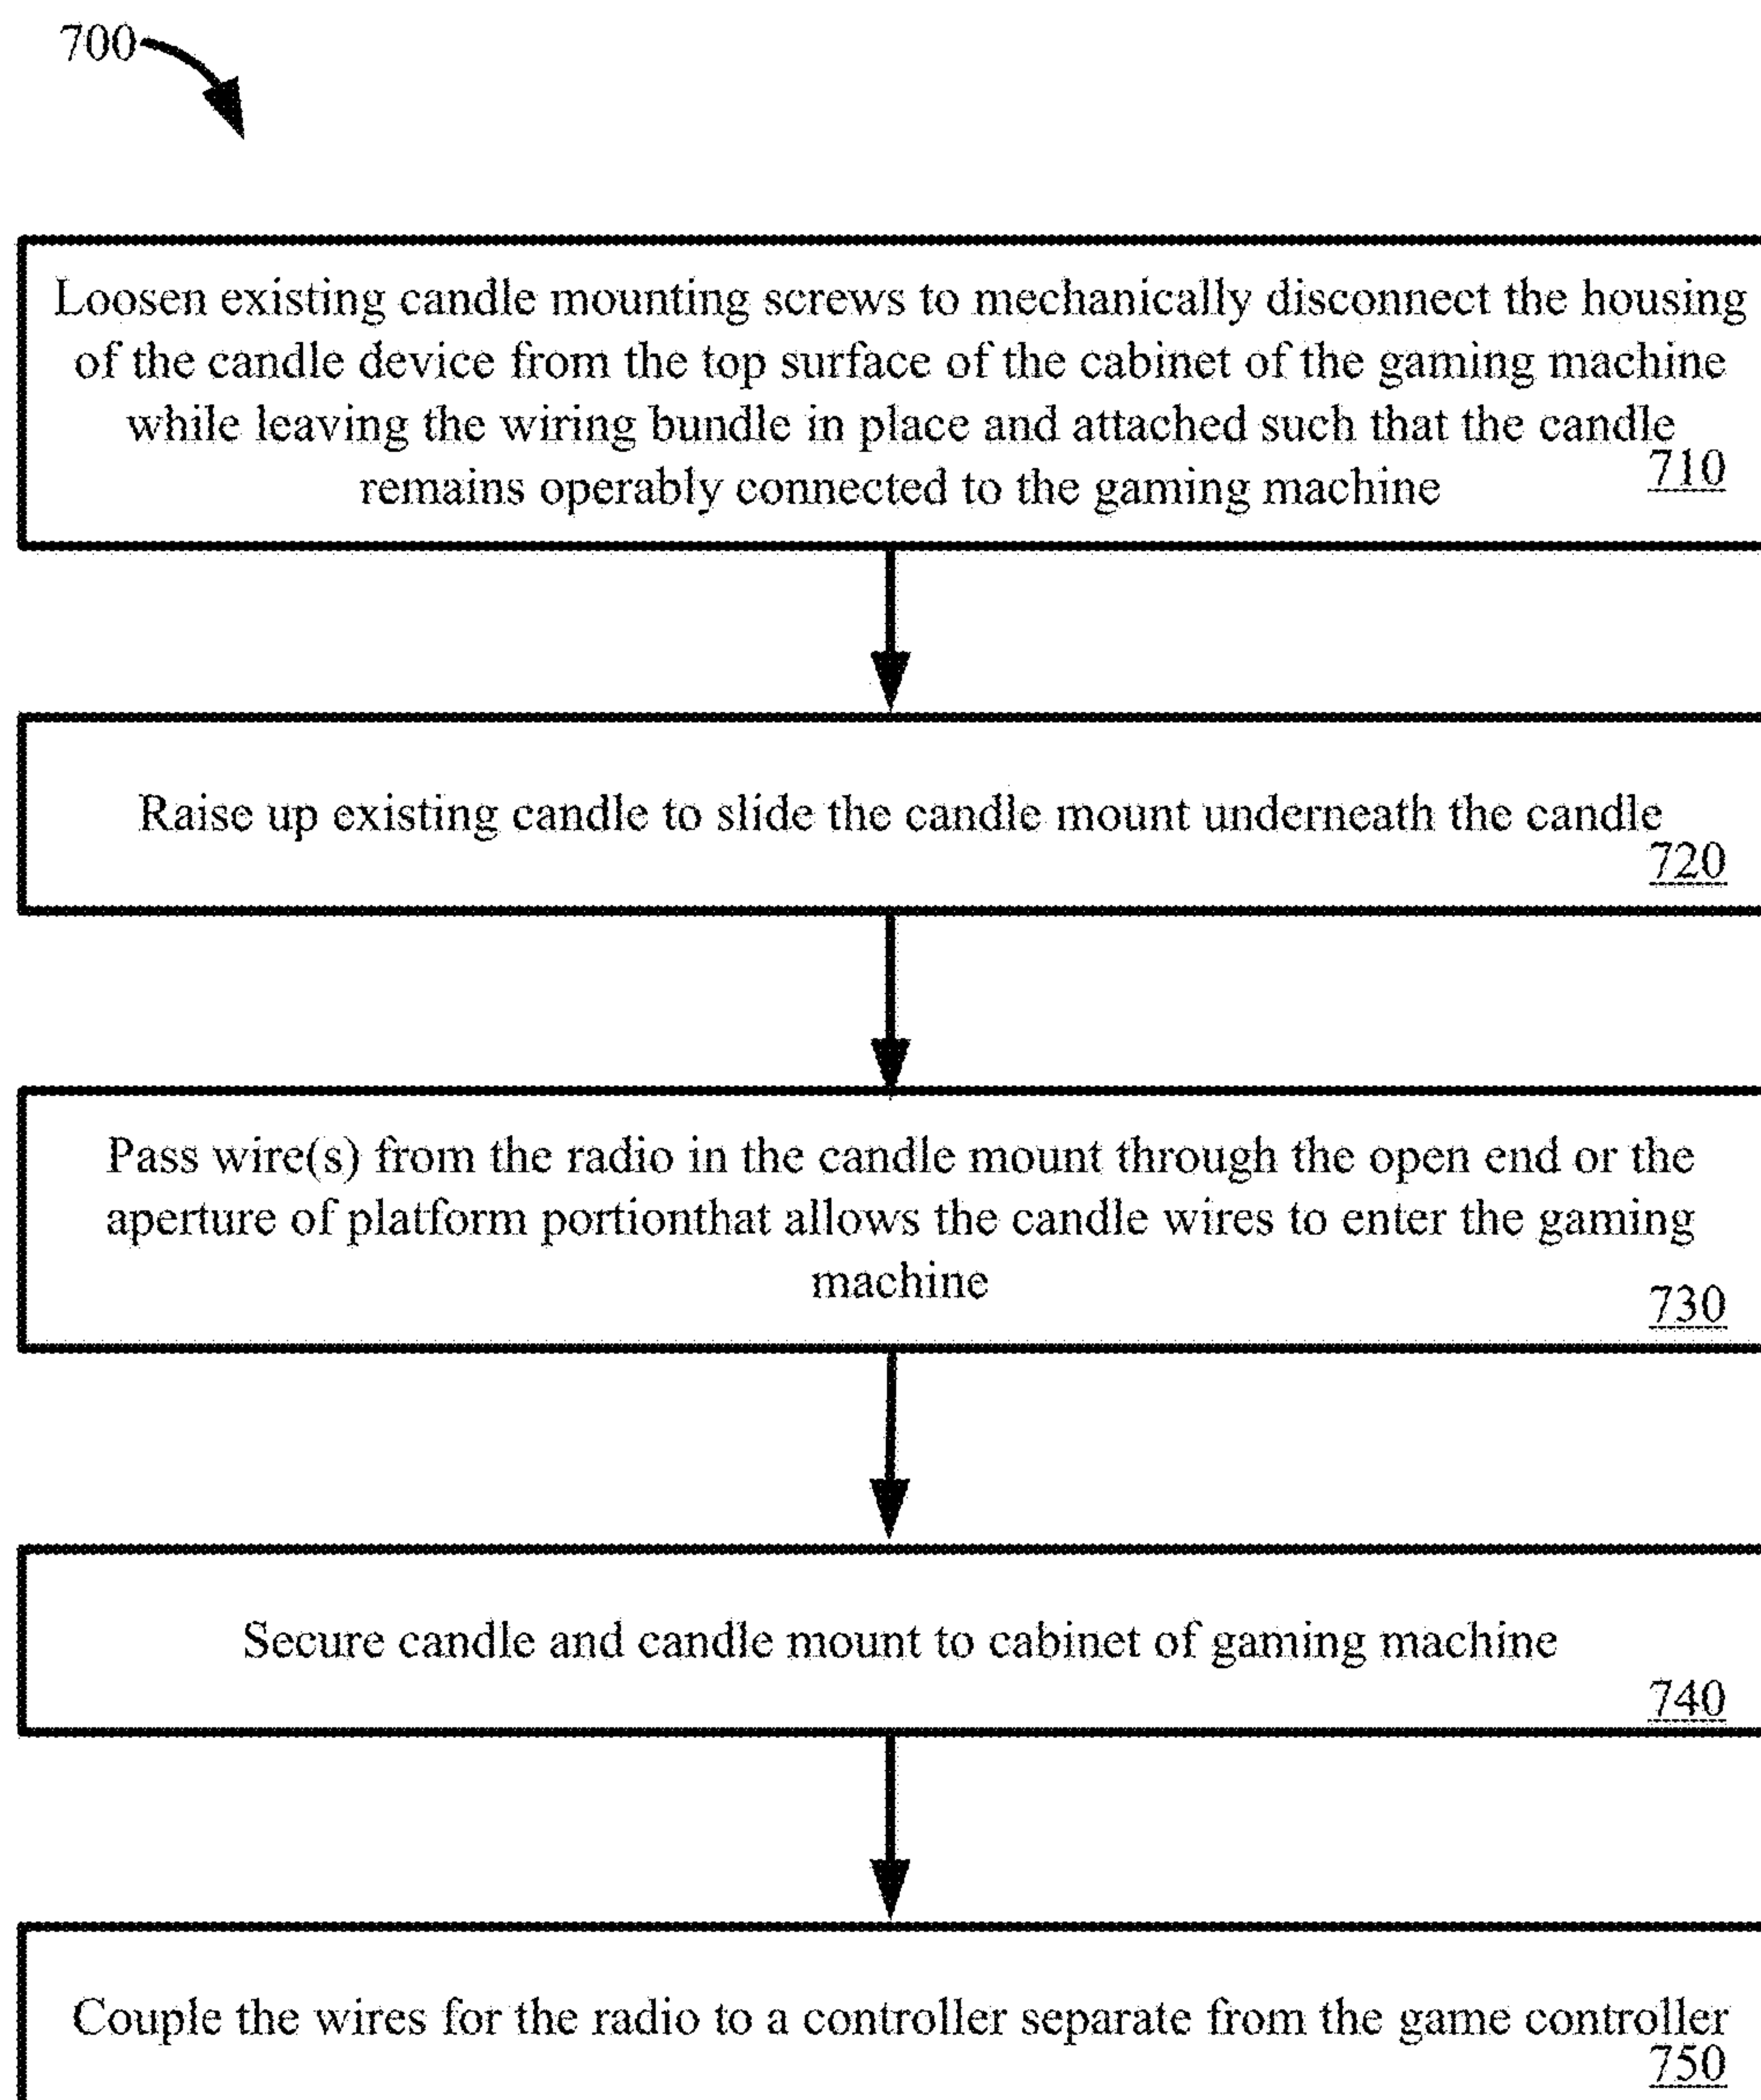 700
Loosen existing candle mounting screws to mechanically disconnect the housing
of the candle device from the top surface of the cabinet of the gaming machine
while leaving the wiring bundle in place and attached such that the candle
remains operably connected to the gaming machine
710
Raise up existing candle to slide the candle mount underneath the candle
720
Pass wire(s) from the radio in the candle mount through the open end or the
aperture of platform portionthat allows the candle wires to enter the gaming
machine
730
Secure candle and candle mount to cabinet of gaming machine
740
Couple the wires for the radio to a controller separate from the game controller
750